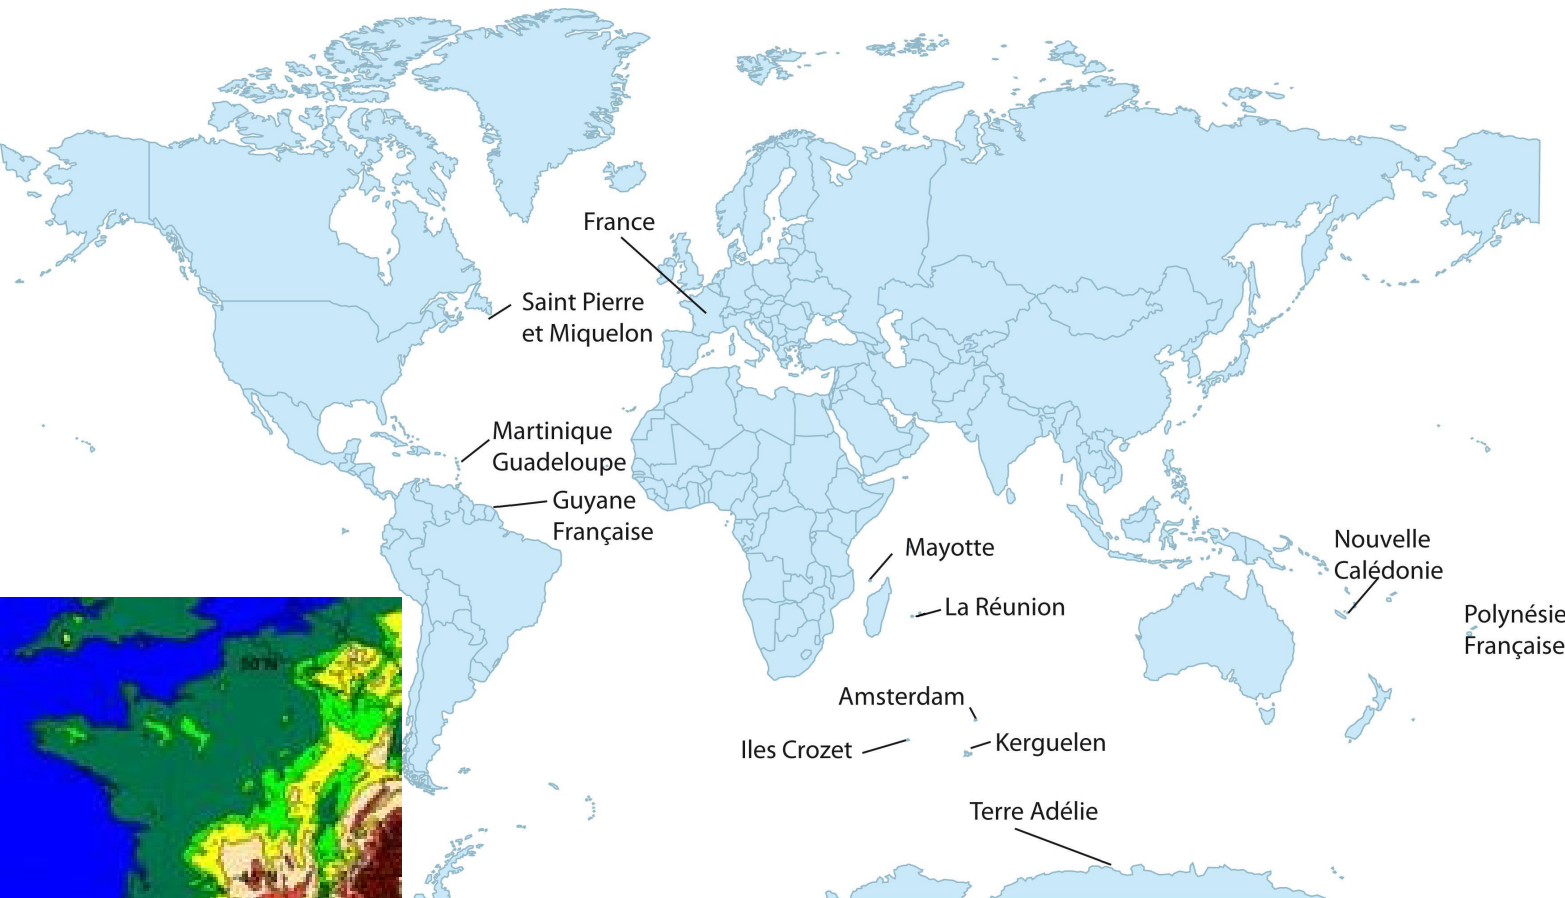 France
Saint Pierre
et Miquelon
Martinique
Guadeloupe
Guyane
Française
Mayotte
La Réunion
Nouvelle
Calédonie
Polynésie
Française
Amsterdam
Iles Crozet
Kerguelen
Terre Adélie
50°N